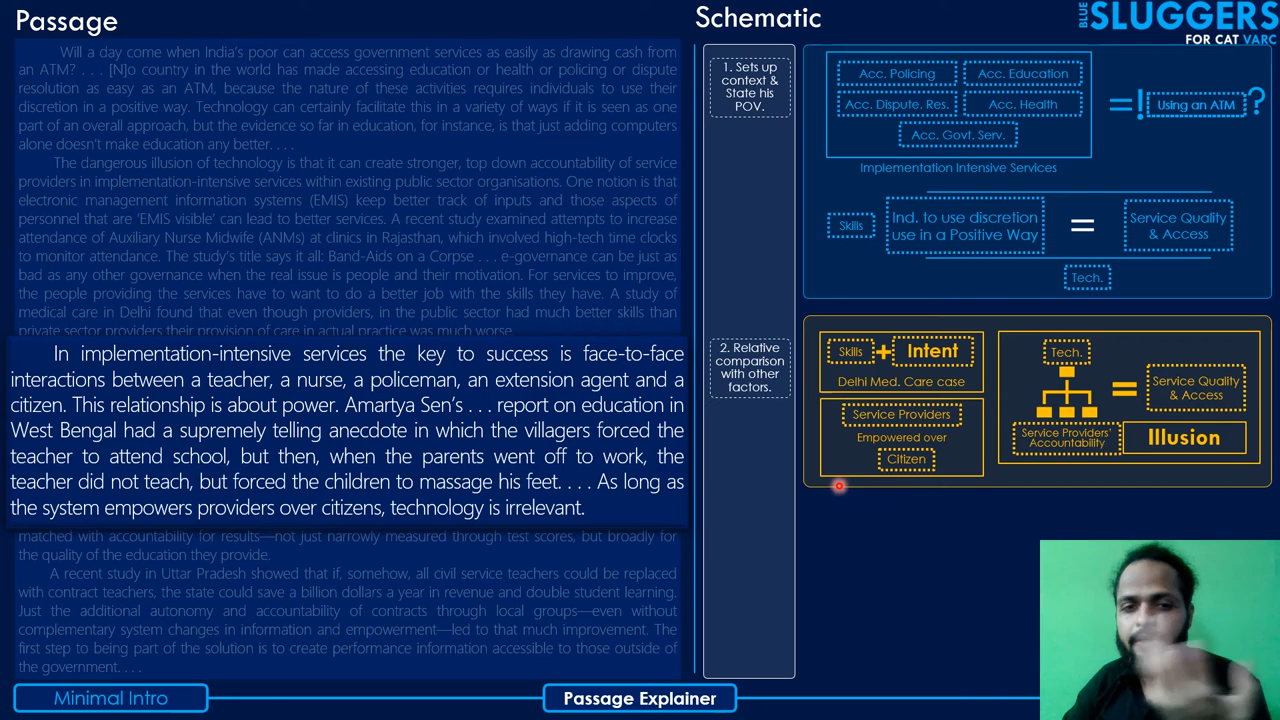 Passage
Will a day come when India's poor can access government services as easily as drawing cash from
an ATM? . . . [N]o country in the world has made accessing education or health or policing or dispute
resolution as easy as an ATM, because the nature of these activities requires individuals to use their
discretion in a positive way. Technology can certainly facilitate this in a variety of ways if it is seen as one
part of an overall approach, but the evidence so far in education, for instance, is that just adding computers
alone doesn't make education any better. . . .
The dangerous illusion of technology is that it can create stronger, top down accountability of service
providers in implementation-intensive services within existing public sector organisations. One notion is that
electronic management information systems (EMIS) keep better track of inputs and those aspects of
personnel that are 'EMIS visible' can lead to better services. A recent study examined attempts to increase
attendance of Auxiliary Nurse Midwife (ANMs) at clinics in Rajasthan, which involved high-tech time clocks
to monitor attendance. The study's title says it all: Band-Aids on a Corpse . . . e-governance can be just as
bad as any other governance when the real issue is people and their motivation. For services to improve,
the people providing the services have to want to do a better job with the skills they have. A study of
medical care in Delhi found that even though providers, in the public sector had much better skills than
private sector providers their provision of care in actual practice was much worse.
In implementation-intensive services the key to success is face-to-face
interactions between a teacher, a nurse, a policeman, an extension agent and a
citizen. This relationship is about power. Amartya Sen's . . . report on education in
West Bengal had a supremely telling anecdote in which the villagers forced the
teacher to attend school, but then, when the parents went off to work, the
teacher did not teach, but forced the children to massage his feet. . . . As long as
the system empowers providers over citizens, technology is irrelevant.
matched with accountability for results—not just narrowly measured through test scores, but broadly for
the quality of the education they provide.
A recent study in Uttar Pradesh showed that if, somehow, all civil service teachers could be replaced
with contract teachers, the state could save a billion dollars a year in revenue and double student learning.
Just the additional autonomy and accountability of contracts through local groups—even without
complementary system changes in information and empowerment—led to that much improvement. The
first step to being part of the solution is to create performance information accessible to those outside of
the government. . . .
Schematic
BLUE
SLUGGERS
FOR CAT VARC
1. Sets up
context &
State his
POV.
Acc. Policing
Acc. Education
Acc. Dispute. Res.
Acc. Health
Acc. Govt. Serv.
=! Using an ATM ?
Implementation Intensive Services
Skills
Ind. to use discretion
use in a Positive Way
=
Service Quality
& Access
Tech.
2. Relative
comparison
with other
factors.
Skills + Intent
Delhi Med. Care case
Service Providers
Empowered over
Citizen
Tech.
Service Providers'
Accountability
=
Service Quality
& Access
Illusion
Minimal Intro
Passage Explainer